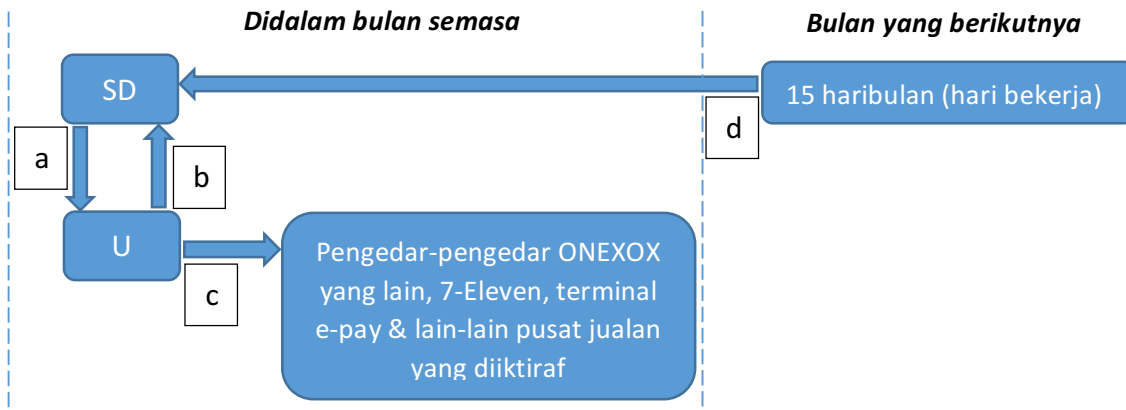 Didalam bulan semasa
Bulan yang berikutnya
SD
15 haribulan (hari bekerja)
d
a
b
U
c
Pengedar-pengedar ONEXOX
yang lain, 7-Eleven, terminal
e-pay & lain-lain pusat jualan
yang diiktiraf